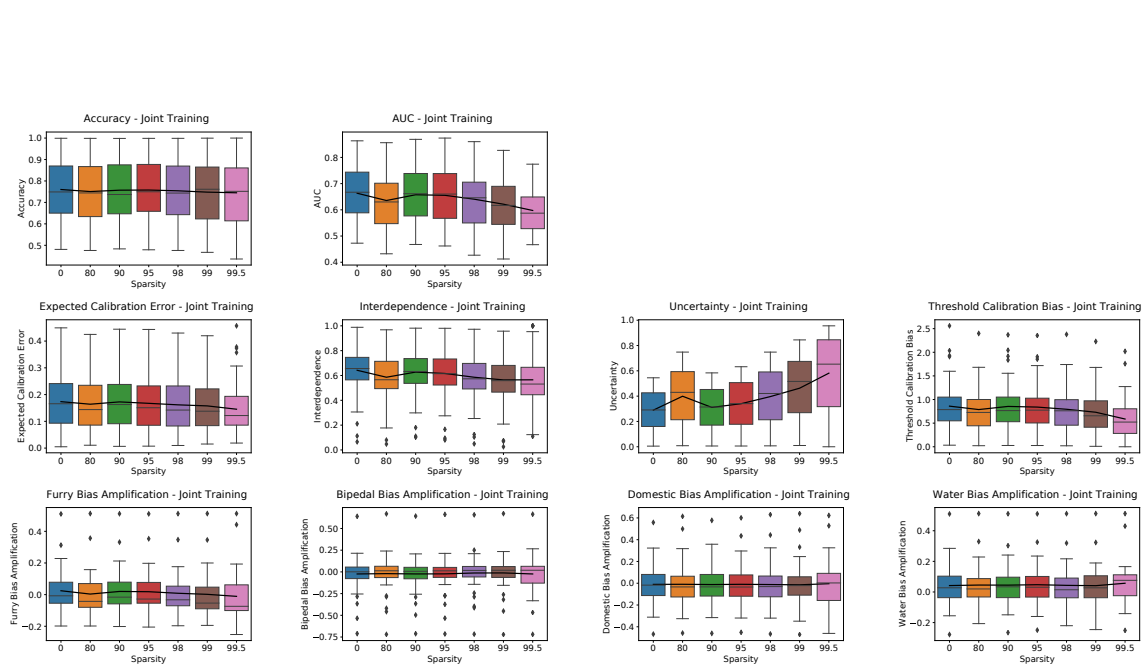 Accuracy - Joint Training
AUC - Joint Training
Accuracy
1.0
0.9
0.8
0.7
0.6
0.5
0 80 90 95 98 99 99.5
Sparsity
AUC
0.8
0.7
0.6
0.5
0.4
0 80 90 95 98 99 99.5
Sparsity
Expected Calibration Error - Joint Training
Interdependence - Joint Training
Uncertainty - Joint Training
Threshold Calibration Bias - Joint Training
Expected Calibration Error
0.4
0.3
0.2
0.1
0.0
0 80 90 95 98 99 99.5
Sparsity
Interdependence
1.0
0.8
0.6
0.4
0.2
0.0
0 80 90 95 98 99 99.5
Sparsity
Uncertainty
1.0
0.8
0.6
0.4
0.2
0.0
0 80 90 95 98 99 99.5
Sparsity
Threshold Calibration Bias
2.5
2.0
1.5
1.0
0.5
0.0
0 80 90 95 98 99 99.5
Sparsity
Furry Bias Amplification - Joint Training
Bipedal Bias Amplification - Joint Training
Domestic Bias Amplification - Joint Training
Water Bias Amplification - Joint Training
Furry Bias Amplification
0.4
0.2
0.0
−0.2
0 80 90 95 98 99 99.5
Sparsity
Bipedal Bias Amplification
0.50
0.25
0.00
−0.25
−0.50
−0.75
0 80 90 95 98 99 99.5
Sparsity
Domestic Bias Amplification
0.6
0.4
0.2
0.0
−0.2
−0.4
0 80 90 95 98 99 99.5
Sparsity
Water Bias Amplification
0.4
0.2
0.0
−0.2
0 80 90 95 98 99 99.5
Sparsity